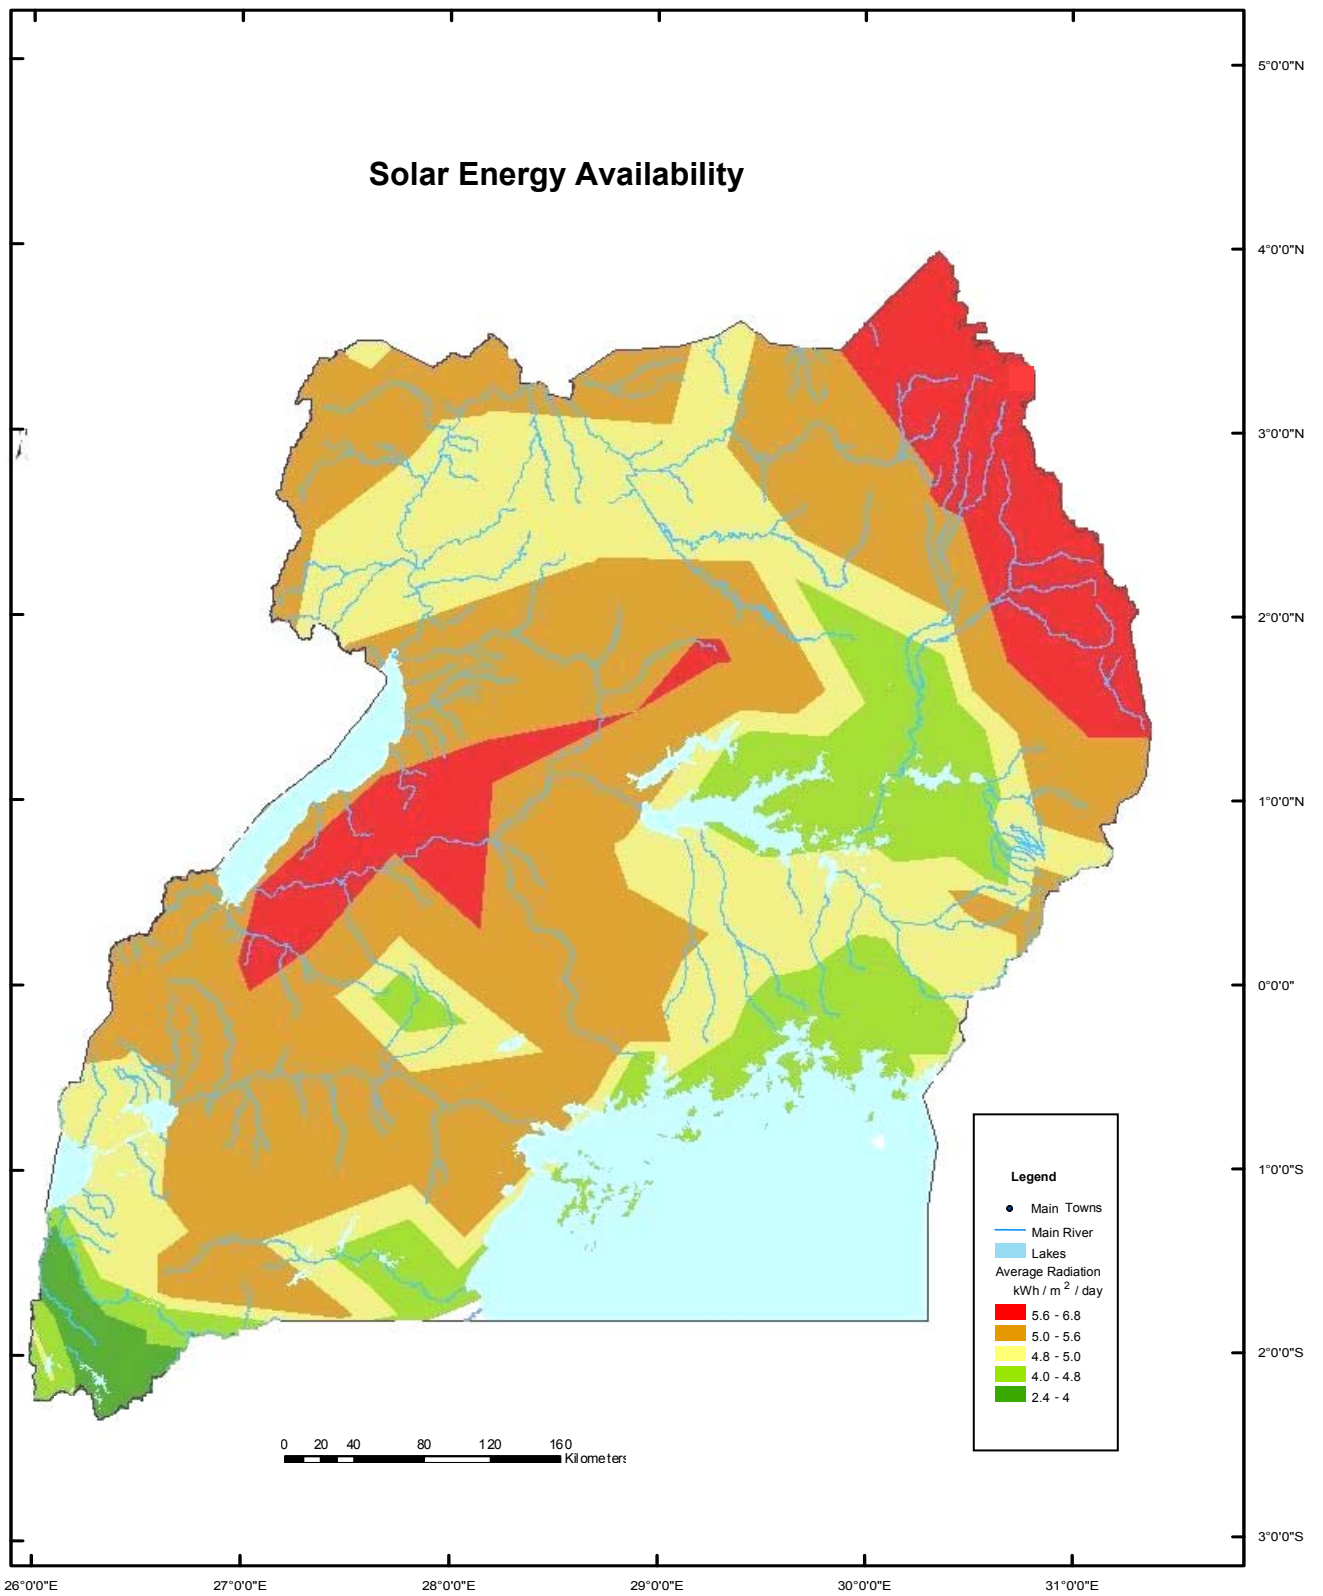 Solar Energy Availability
5°0'0"N
4°0'0"N
3°0'0"N
2°0'0"N
1°0'0"N
0°0'0"
1°0'0"S
2°0'0"S
3°0'0"S
Legend
Main Towns
Main River
Lakes
Average Radiation
kWh / m 2 / day
5.6 - 6.8
5.0 - 5.6
4.8 - 5.0
4.0 - 4.8
2.4 - 4
0 20 40 80 120 160
Kilometers
26°0'0"E 27°0'0"E 28°0'0"E 29°0'0"E 30°0'0"E 31°0'0"E